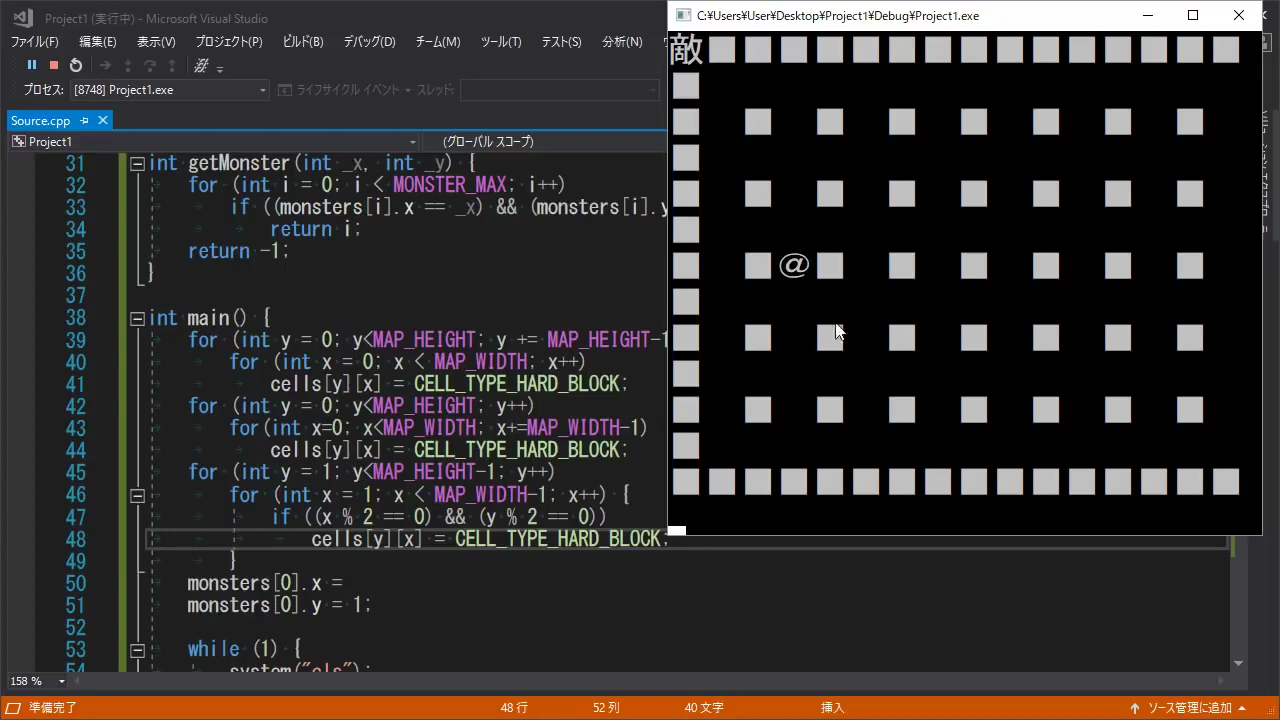 Project1 (実行中) - Microsoft Visual Studio
ファイル(F) 編集(E) 表示(V) プロジェクト(P) ビルド(B) デバッグ(D) チーム(M) ツール(T) テスト(S) 分析(N)
プロセス: [8748] Project1.exe ライフサイクル イベント スレッド:
Source.cpp
Project1 (グローバル スコープ)
31 int getMonster(int _x, int _y) {
32 for (int i = 0; i < MONSTER_MAX; i++)
33 if ((monsters[i].x == _x) && (monsters[i].y
34 return i;
35 return -1;
36 }
37
38 int main() {
39 for (int y = 0; y<MAP_HEIGHT; y += MAP_HEIGHT-1
40 for (int x = 0; x < MAP_WIDTH; x++)
41 cells[y][x] = CELL_TYPE_HARD_BLOCK;
42 for (int y = 0; y<MAP_HEIGHT; y++)
43 for(int x=0; x<MAP_WIDTH; x+=MAP_WIDTH-1)
44 cells[y][x] = CELL_TYPE_HARD_BLOCK;
45 for (int y = 1; y<MAP_HEIGHT-1; y++)
46 for (int x = 1; x < MAP_WIDTH-1; x++) {
47 if ((x % 2 == 0) && (y % 2 == 0))
48 cells[y][x] = CELL_TYPE_HARD_BLOCK;
49 }
50 monsters[0].x =
51 monsters[0].y = 1;
52
53 while (1) {
54 system("cls");
158 %
準備完了 48 行 52 列 40 文字 挿入 ソース管理に追加
C:¥Users¥User¥Desktop¥Project1¥Debug¥Project1.exe
敵■■■■■■■■■■■■■■■
■
■ ■ ■ ■ ■ ■ ■ ■
■
■ ■ ■ ■ ■ ■ ■ ■
■
■ ■@■ ■ ■ ■ ■ ■
■
■ ■ ■ ■ ■ ■ ■ ■
■
■ ■ ■ ■ ■ ■ ■ ■
■
■■■■■■■■■■■■■■■■